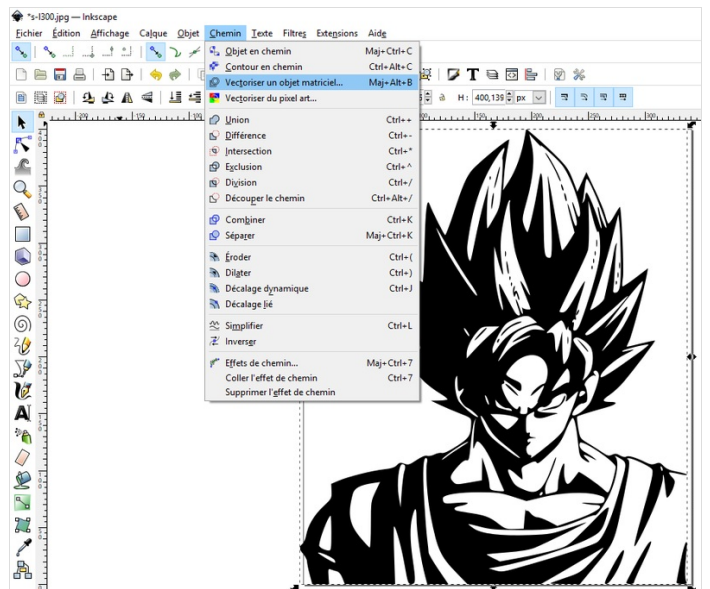 *s-l300.jpg — Inkscape
Fichier Édition Affichage Calque Objet Chemin Texte Filtres Extensions Aide
Objet en chemin Maj+Ctrl+C
Contour en chemin Ctrl+Alt+C
Vectoriser un objet matriciel... Maj+Alt+B
Vectoriser du pixel art...
H: 400,139 px
Union Ctrl++
Différence Ctrl+-
Intersection Ctrl+*
Exclusion Ctrl+^
Division Ctrl+/
Découper le chemin Ctrl+Alt+/
Combiner Ctrl+K
Séparer Maj+Ctrl+K
Éroder Ctrl+(
Dilater Ctrl+)
Décalage dynamique Ctrl+J
Décalage lié
Simplifier Ctrl+L
Inverser
Effets de chemin... Maj+Ctrl+7
Coller l'effet de chemin Ctrl+7
Supprimer l'effet de chemin